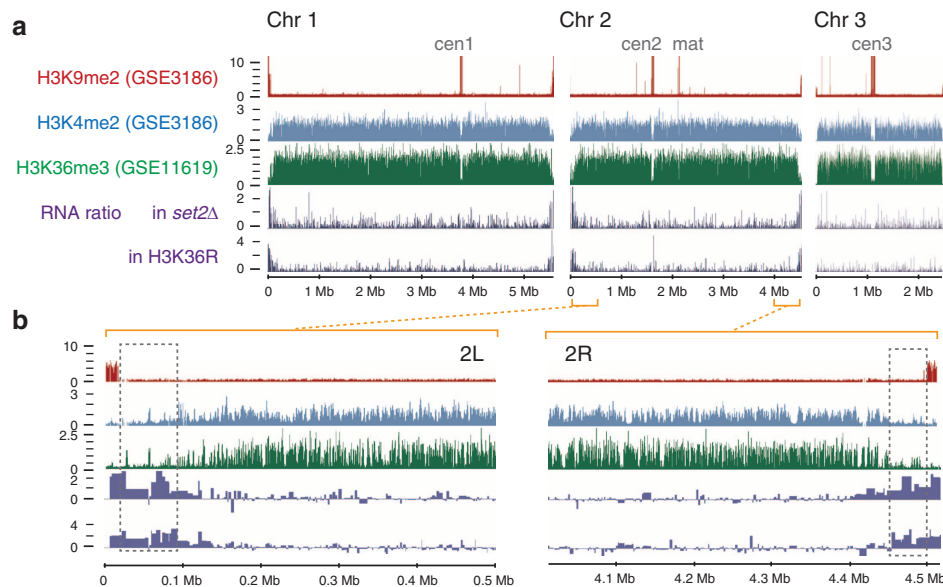 a
Chr 1
Chr 2
Chr 3
cen1
cen2
mat
cen3
H3K9me2 (GSE3186)
10
0
H3K4me2 (GSE3186)
3
0
H3K36me3 (GSE11619)
2.5
0
RNA ratio in set2Δ
2
0
in H3K36R
4
0
0 1 Mb 2 Mb 3 Mb 4 Mb 5 Mb
0 1 Mb 2 Mb 3 Mb 4 Mb
0 1 Mb 2 Mb
b
2L
2R
10
0
3
0
2.5
0
2
0
4
0
0 0.1 Mb 0.2 Mb 0.3 Mb 0.4 Mb 0.5 Mb
4.1 Mb 4.2 Mb 4.3 Mb 4.4 Mb 4.5 Mb